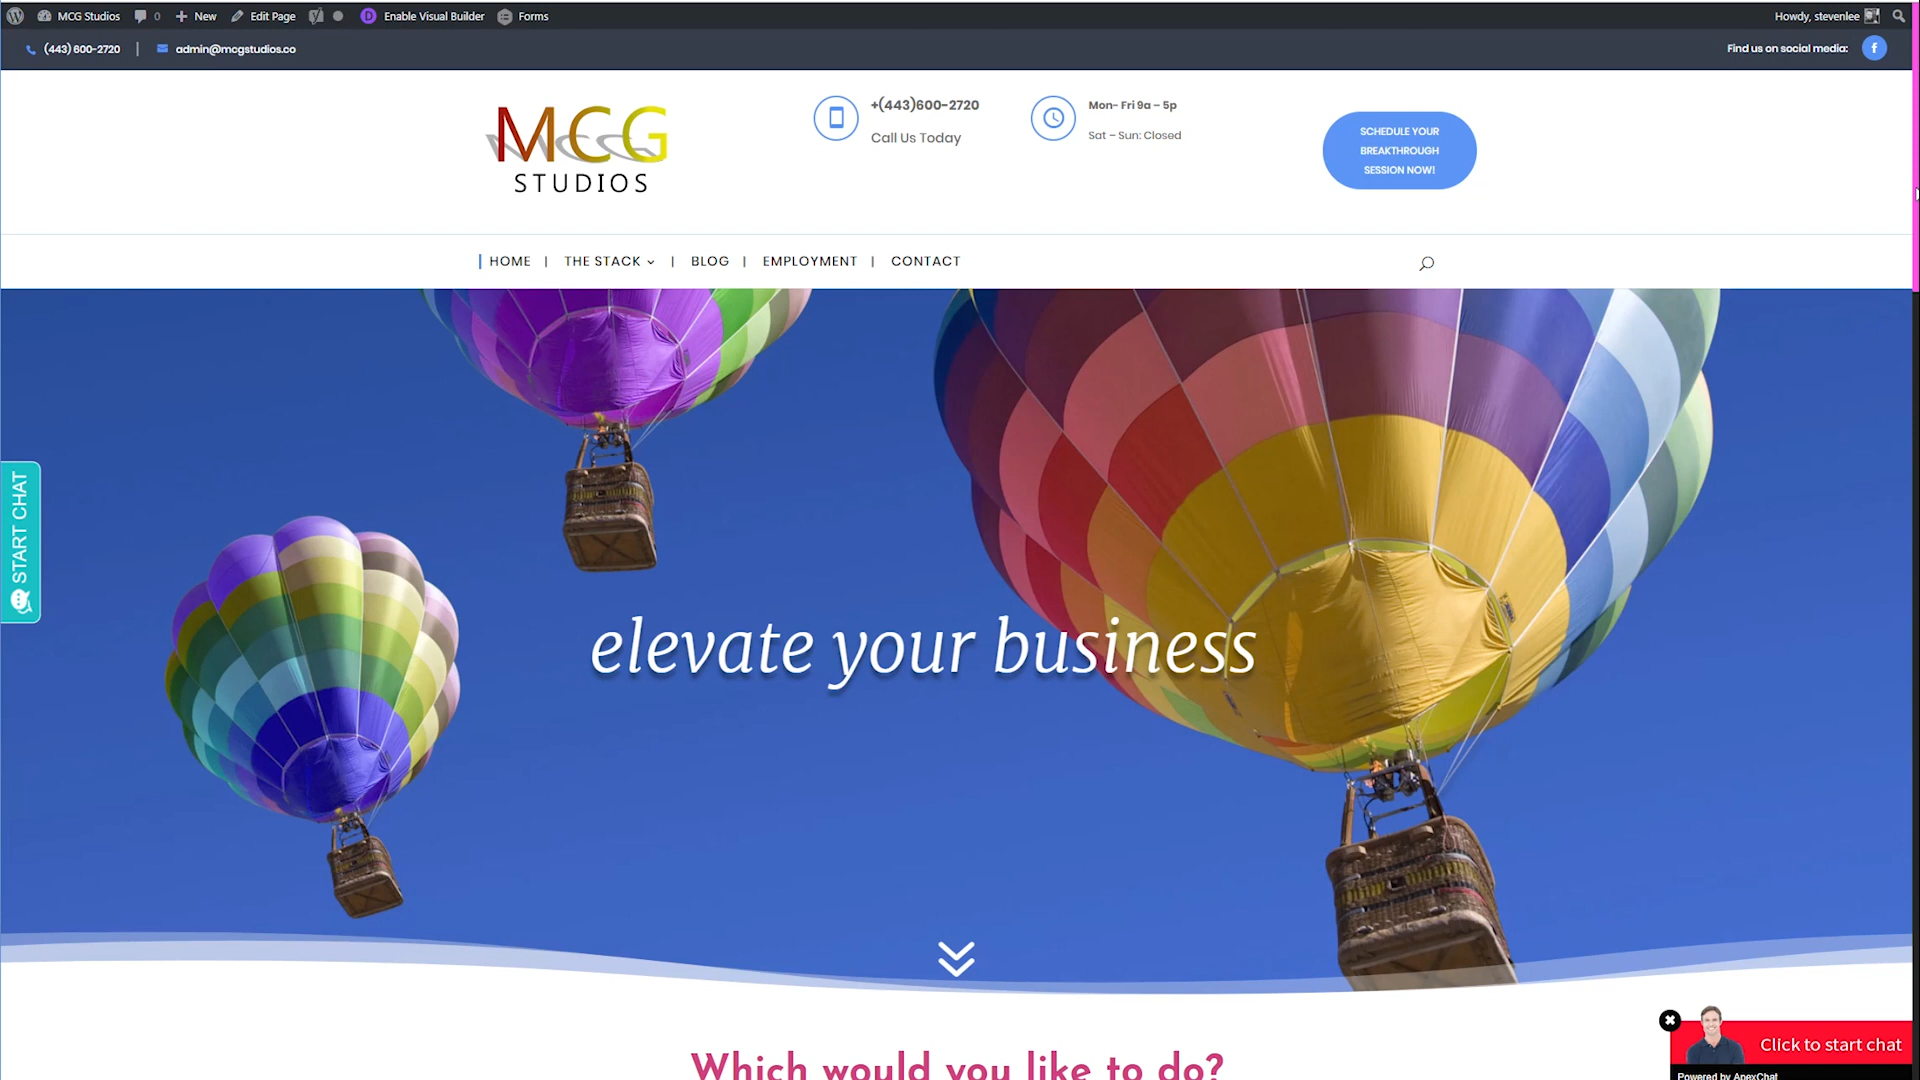 MCG Studios 0 New Edit Page Enable Visual Builder Forms Howdy, stevenlee
(443) 600-2720 | admin@mcgstudios.co Find us on social media:
MCG
STUDIOS
+(443)600-2720
Call Us Today
Mon- Fri 9a – 5p
Sat – Sun: Closed
SCHEDULE YOUR
BREAKTHROUGH
SESSION NOW!
HOME | THE STACK | BLOG | EMPLOYMENT | CONTACT
START CHAT
elevate your business
Which would you like to do?
Click to start chat
Powered by ApexChat